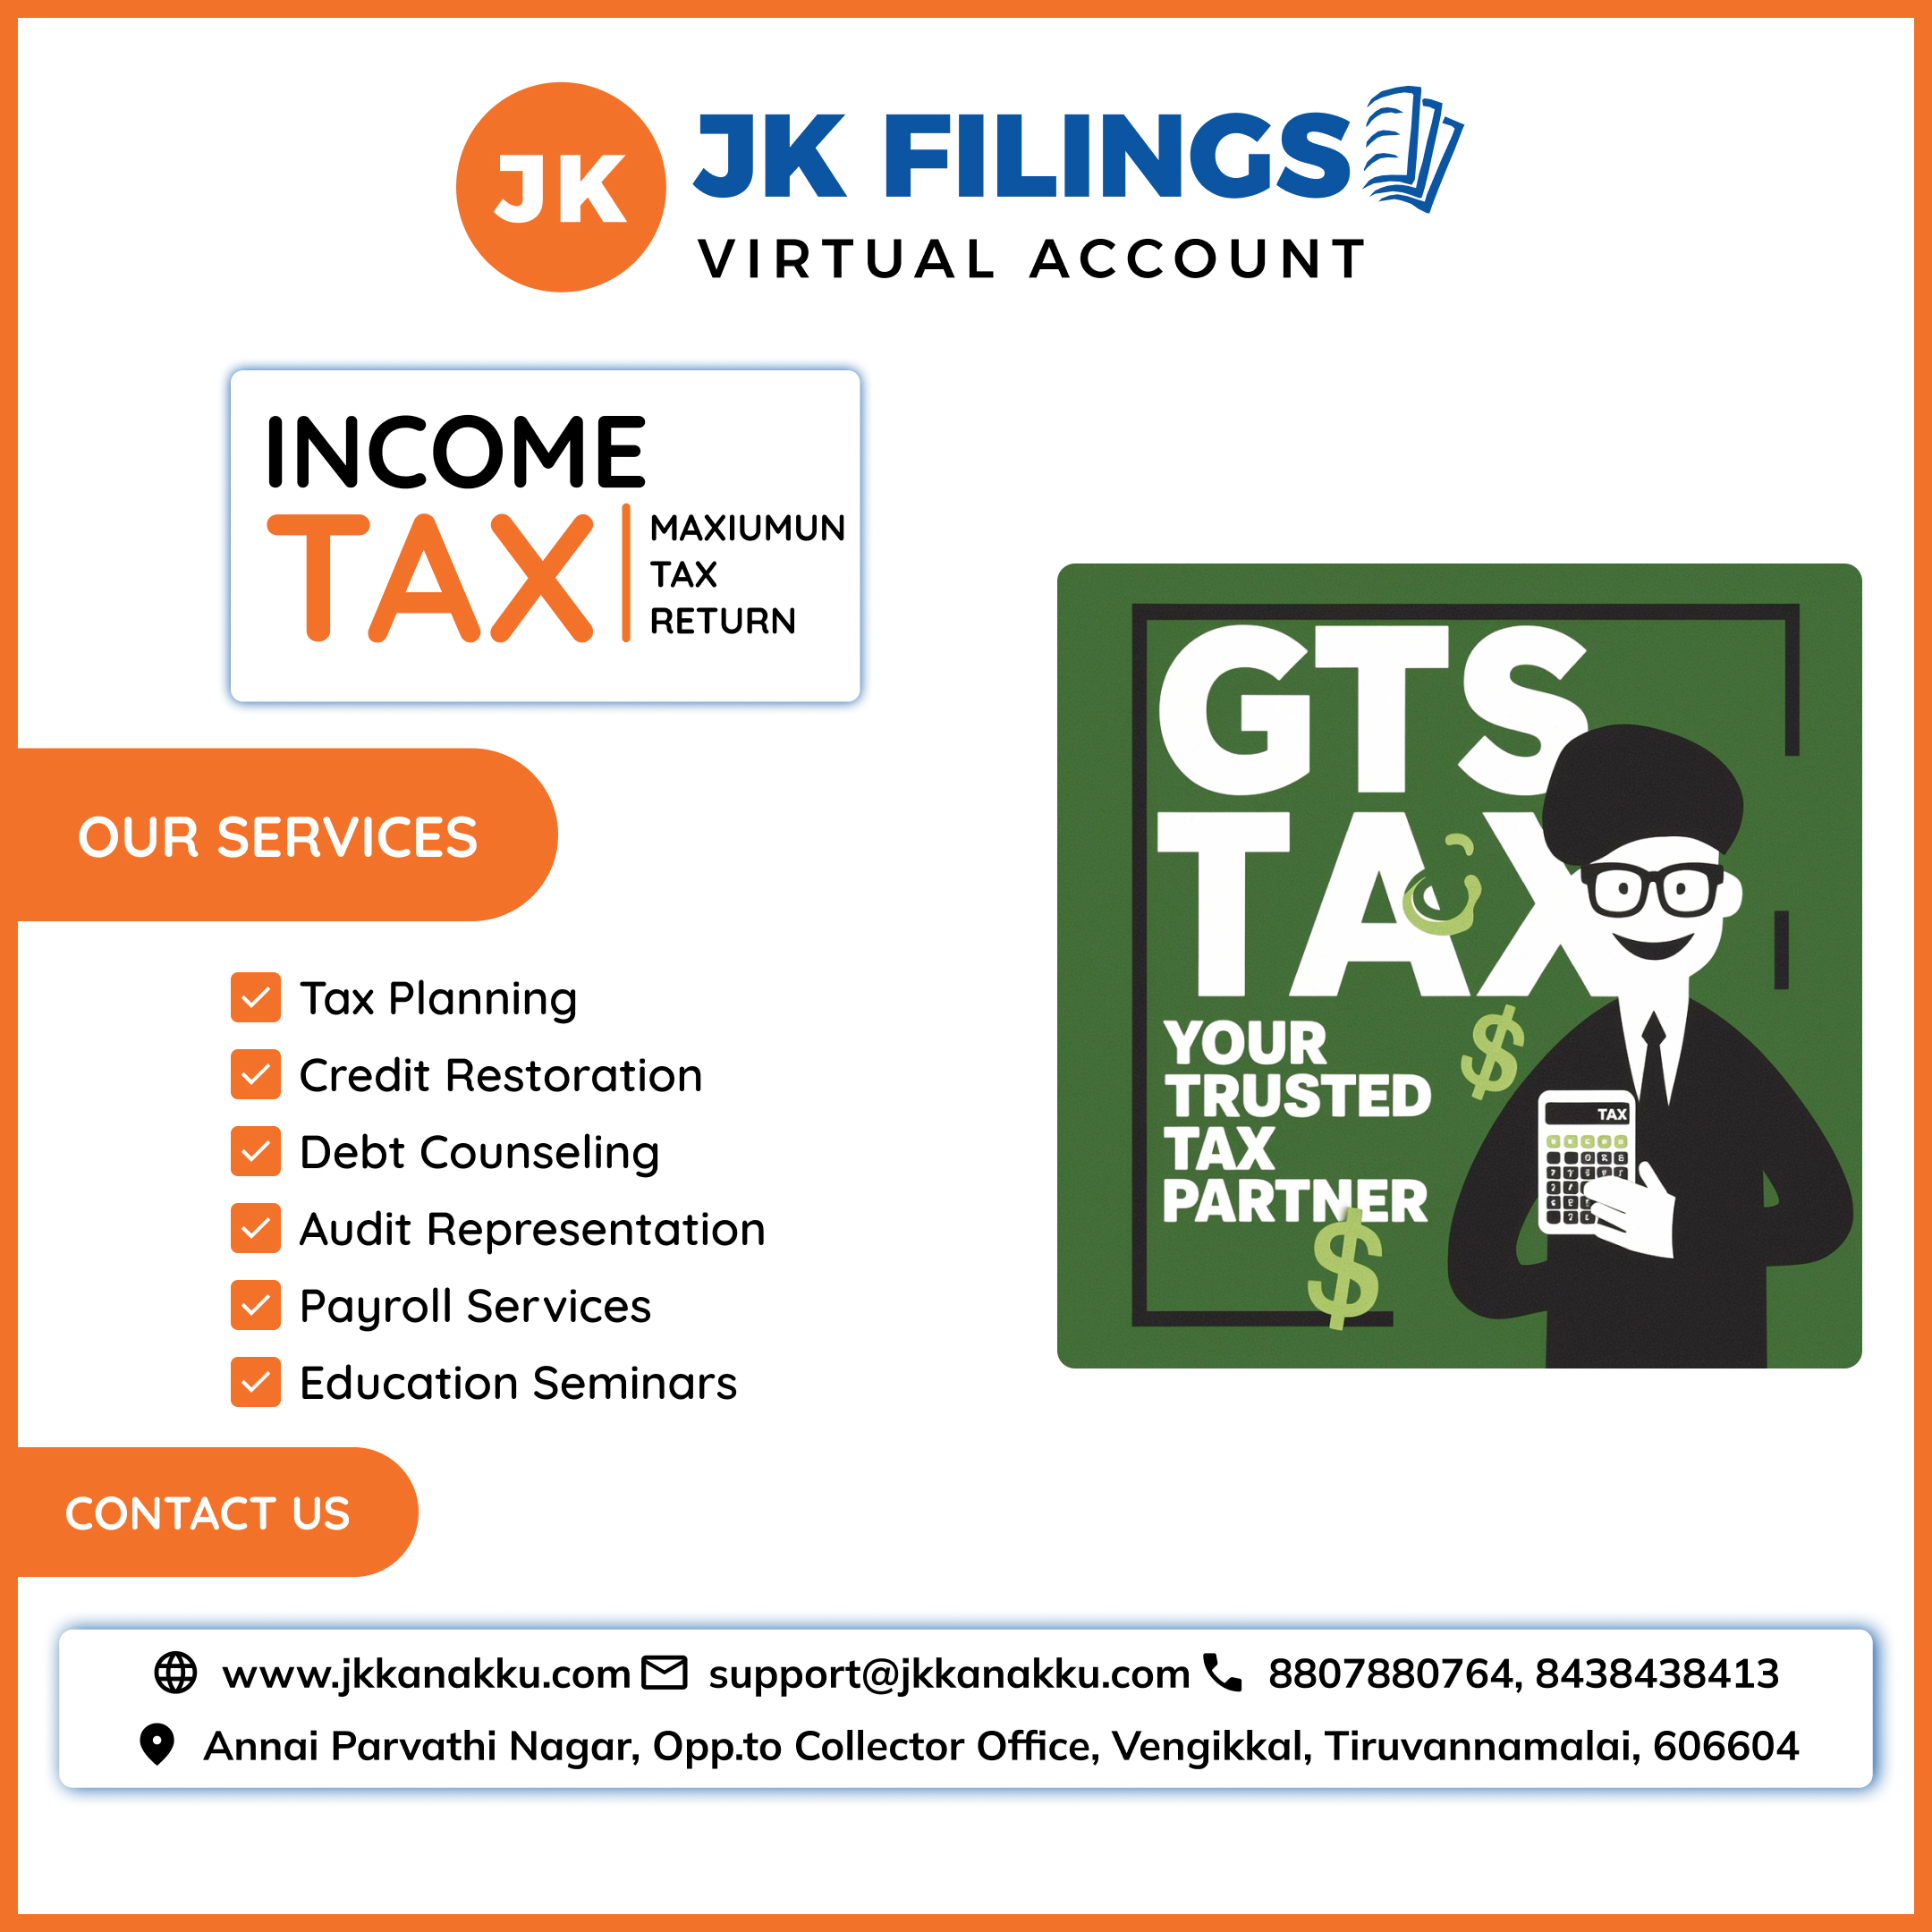 JK
JK FILINGS
VIRTUAL ACCOUNT
INCOME
TAX
MAXIUMUN
TAX
RETURN
OUR SERVICES
Tax Planning
Credit Restoration
Debt Counseling
Audit Representation
Payroll Services
Education Seminars
GTS
TAX
YOUR
TRUSTED
TAX
PARTNER
$
$
TAX
CONTACT US
www.jkkanakku.com support@jkkanakku.com 8807880764, 8438438413
Annai Parvathi Nagar, Opp.to Collector Office, Vengikkal, Tiruvannamalai, 606604